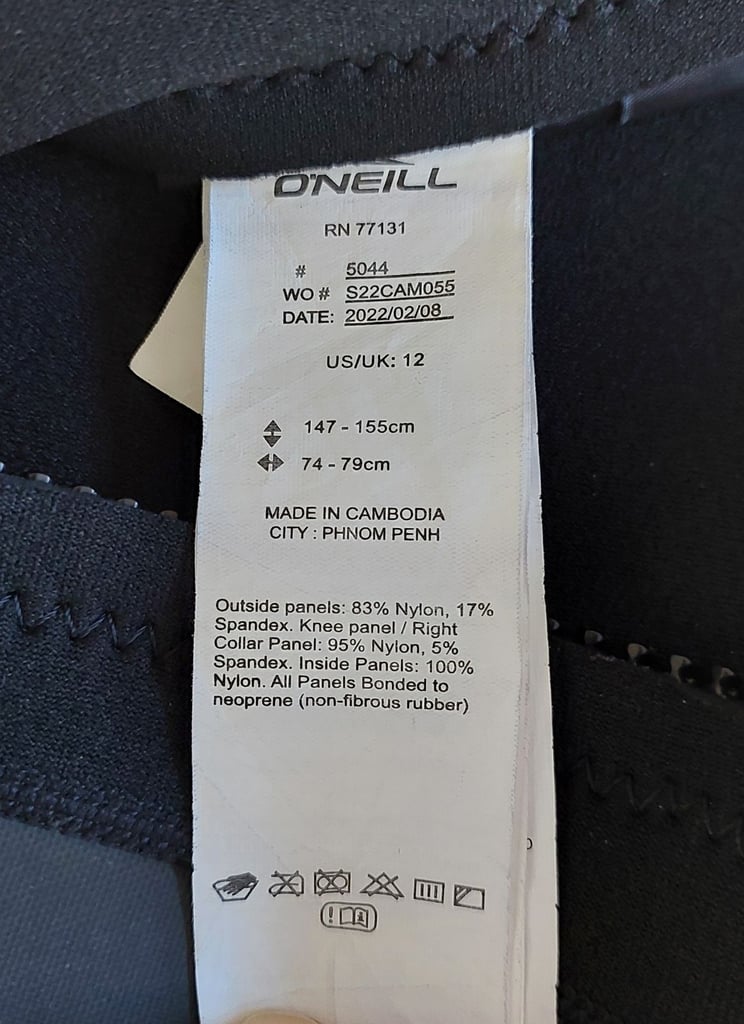 O'NEILL
RN 77131
# 5044
WO # S22CAM055
DATE: 2022/02/08
US/UK: 12
147 - 155cm
74 - 79cm
MADE IN CAMBODIA
CITY : PHNOM PENH
Outside panels: 83% Nylon, 17%
Spandex. Knee panel / Right
Collar Panel: 95% Nylon, 5%
Spandex. Inside Panels: 100%
Nylon. All Panels Bonded to
neoprene (non-fibrous rubber)